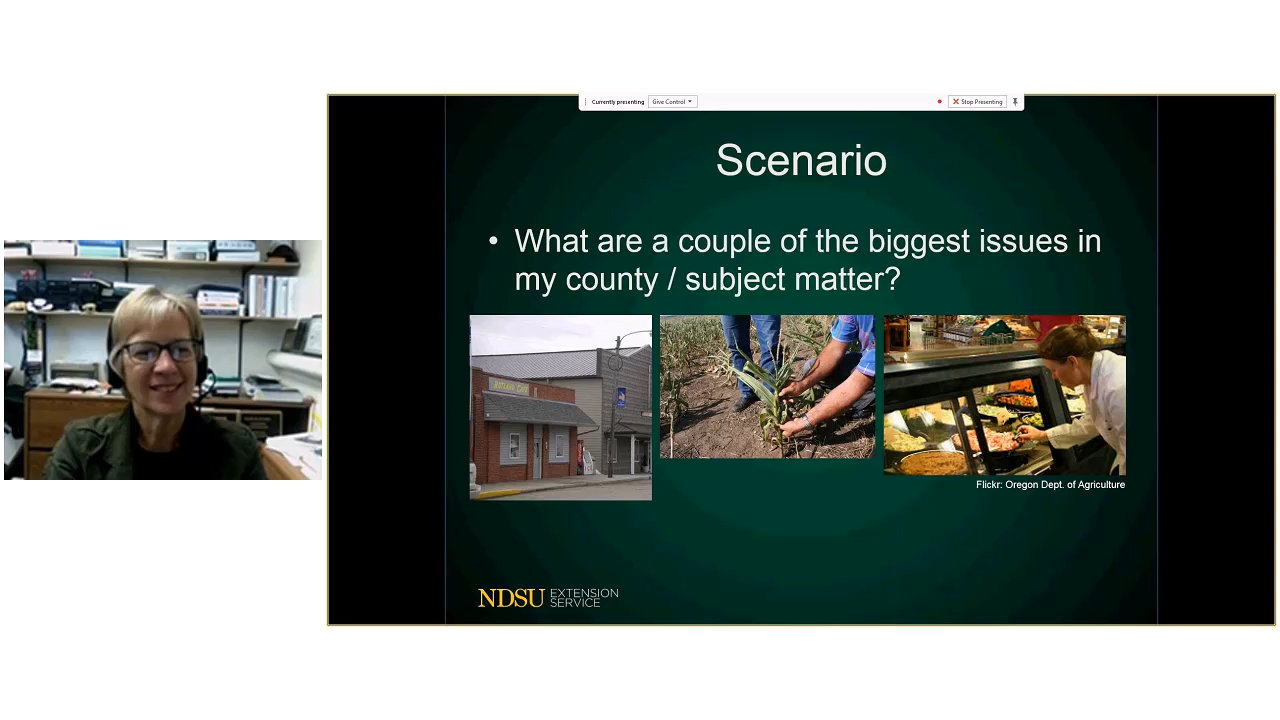 Currently presenting
Give Control
Stop Presenting
Scenario
• What are a couple of the biggest issues in
my county / subject matter?
Flickr: Oregon Dept. of Agriculture
NDSU EXTENSION
SERVICE